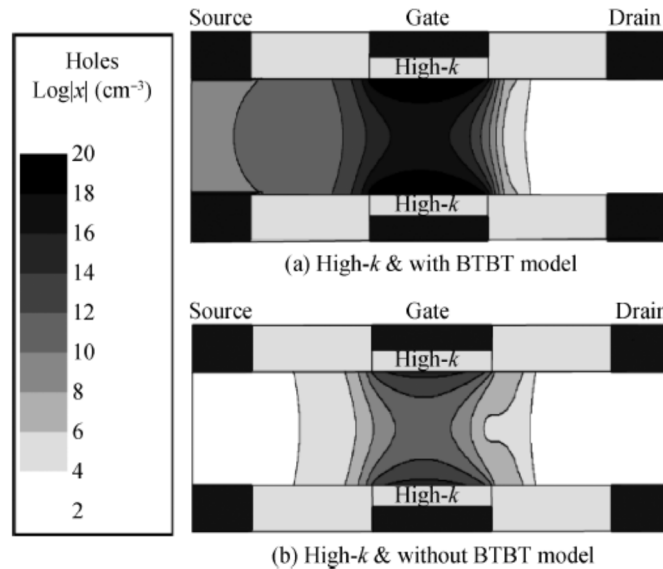 Holes
Log|x| (cm⁻³)
20
18
16
14
12
10
8
6
4
2
Source Gate Drain
High-k
High-k
(a) High-k & with BTBT model
Source Gate Drain
High-k
High-k
(b) High-k & without BTBT model